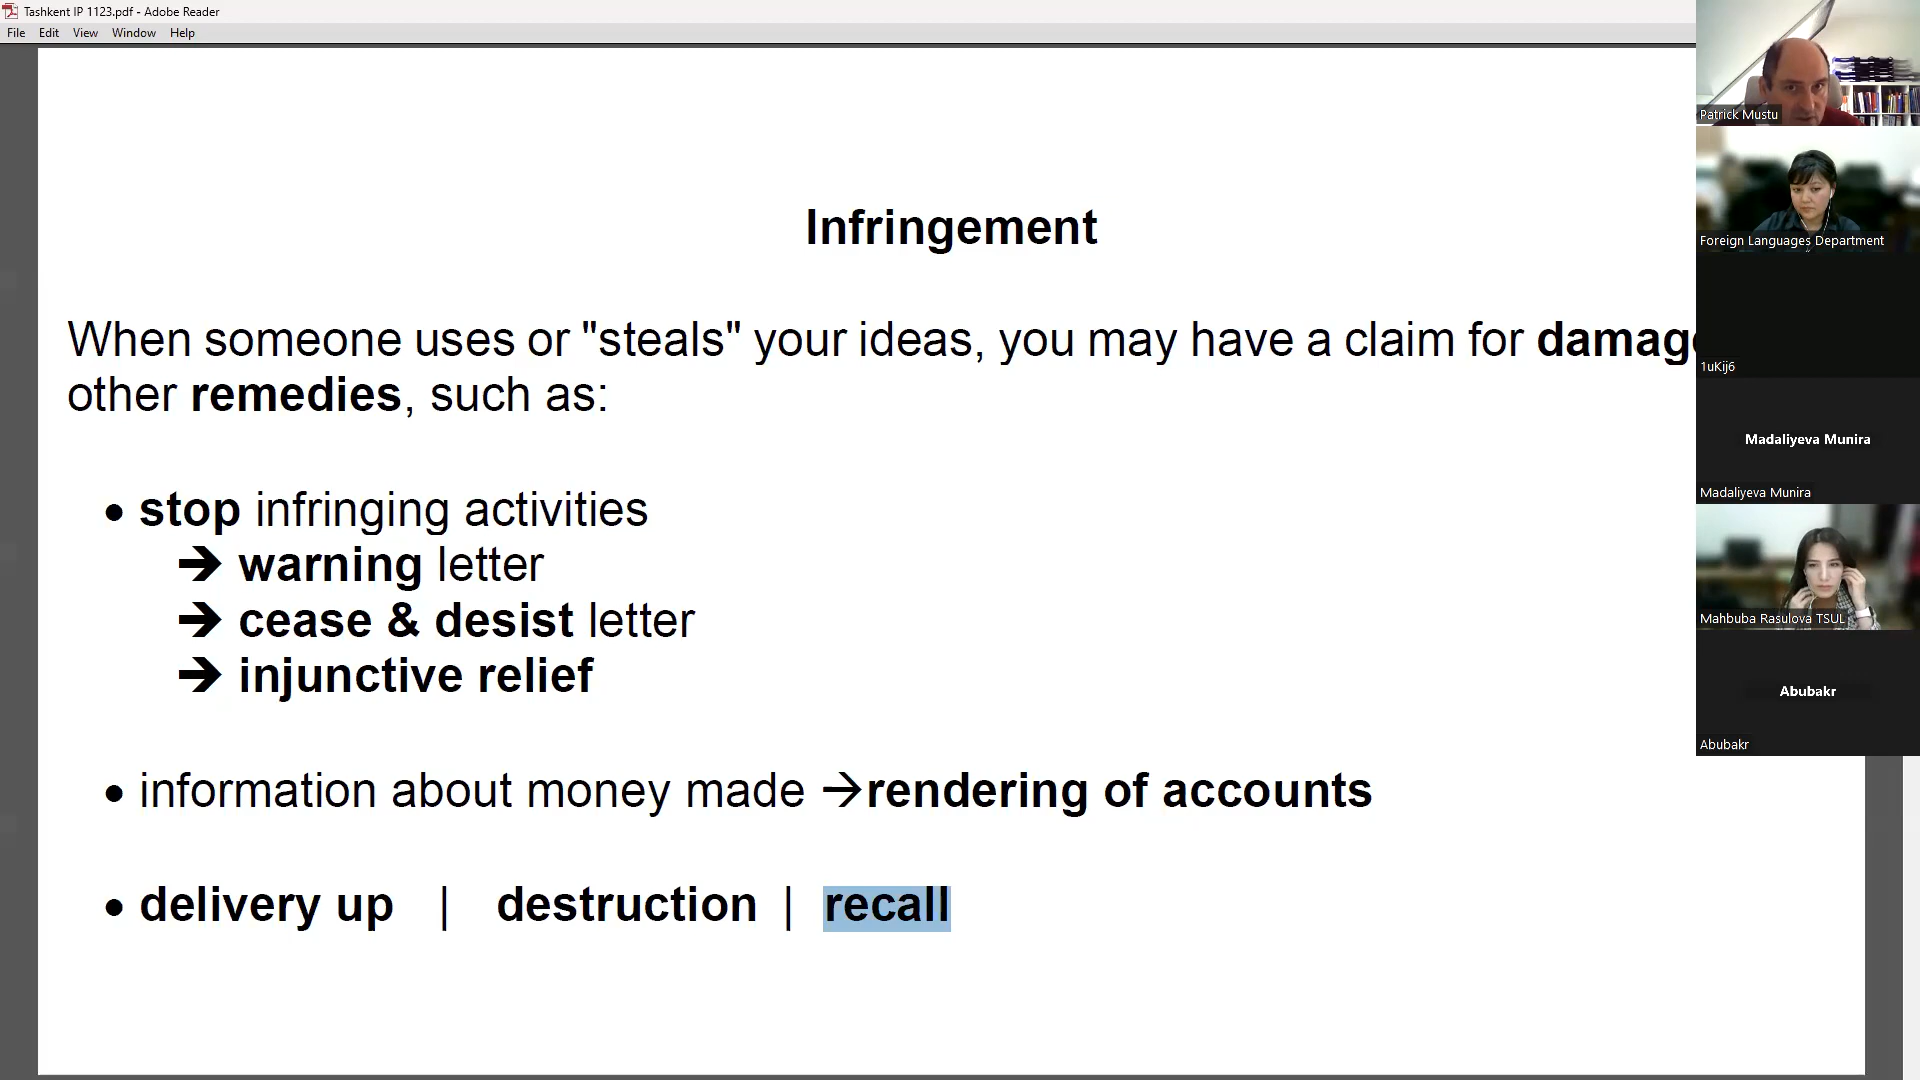 Tashkent IP 1123.pdf - Adobe Reader
File Edit View Window Help
Infringement
When someone uses or "steals" your ideas, you may have a claim for
other remedies, such as:
• stop infringing activities
➔ warning letter
➔ cease & desist letter
➔ injunctive relief
• information about money made →rendering of accounts
• delivery up | destruction | recall
Patrick Mustu
Foreign Languages Department
1uKij6
Madaliyeva Munira
Madaliyeva Munira
Mahbuba Rasulova TSUL
Abubakr
Abubakr